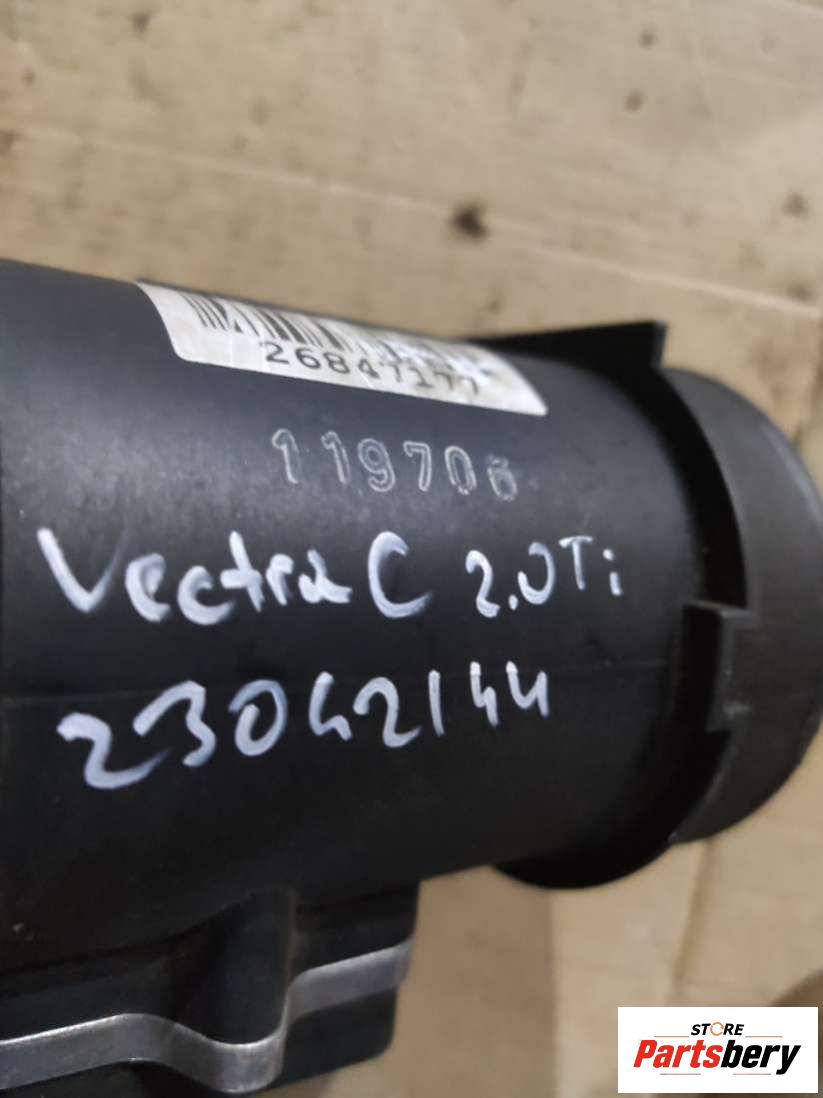 26847177
119706
Vectra C 2.0Ti
23042144
STORE
Partsbery